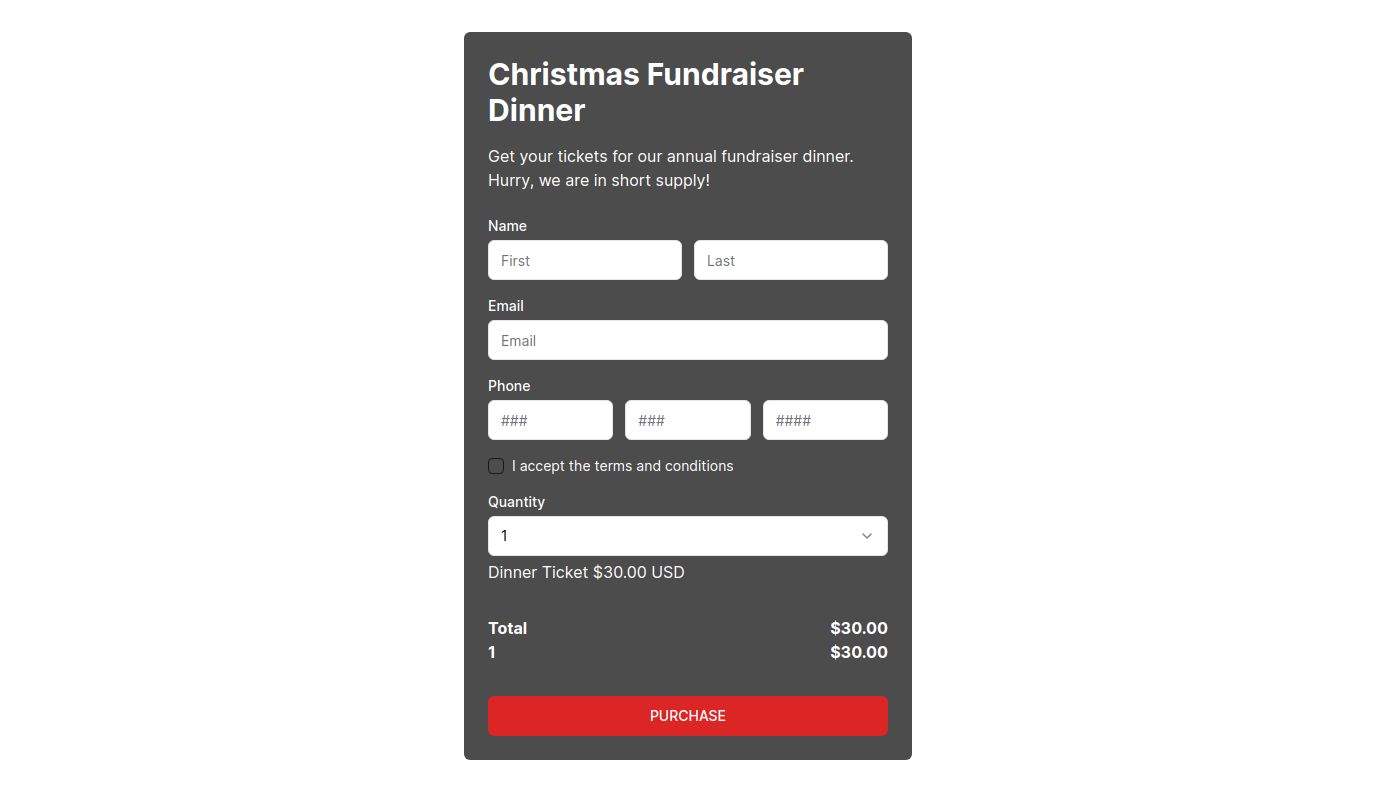 Christmas Fundraiser
Dinner
Get your tickets for our annual fundraiser dinner.
Hurry, we are in short supply!
Name
First Last
Email
Email
Phone
### ### ####
I accept the terms and conditions
Quantity
1
Dinner Ticket $30.00 USD
Total $30.00
1 $30.00
PURCHASE